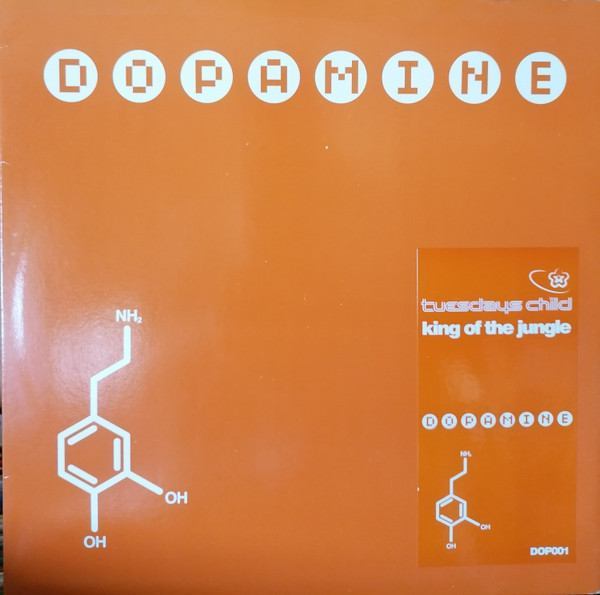 DOPAMINE
tuesdays child
king of the jungle
DOPAMINE
NH₂
OH
OH
NH₂
OH
OH
DOP001